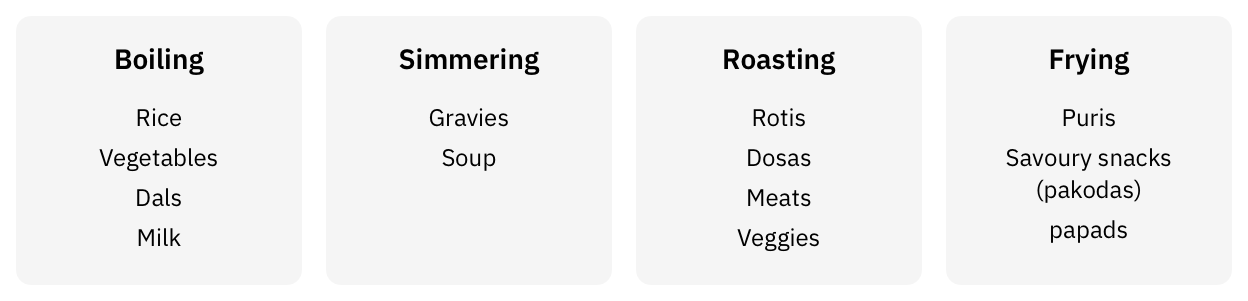 Boiling
Rice
Vegetables
Dals
Milk
Simmering
Gravies
Soup
Roasting
Rotis
Dosas
Meats
Veggies
Frying
Puris
Savoury snacks
(pakodas)
papads